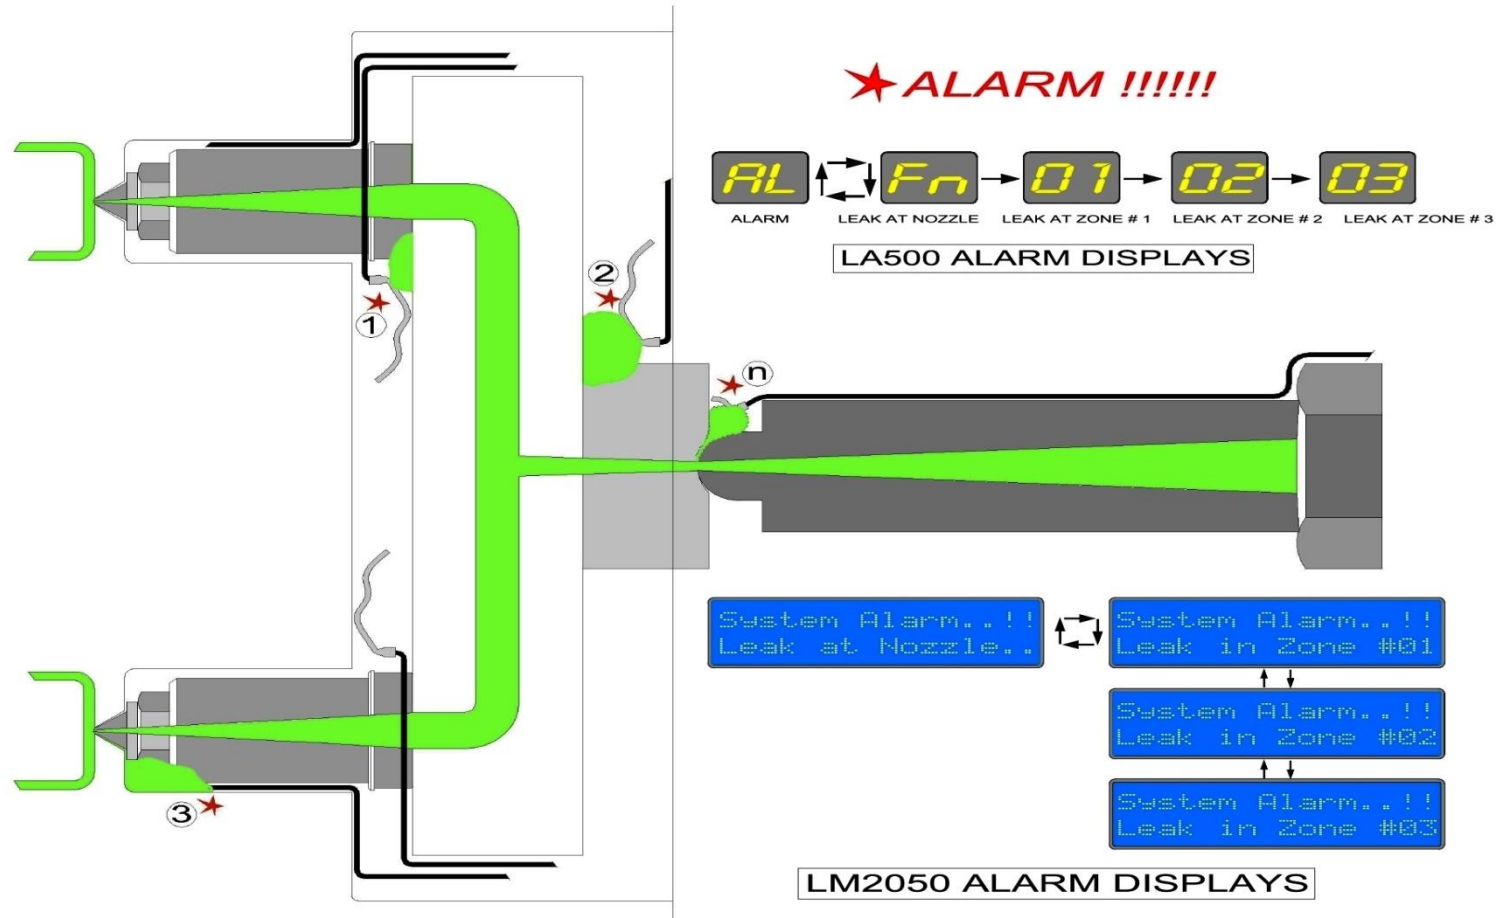 ALARM !!!!!!
AL Fn 01 02 03
ALARM LEAK AT NOZZLE LEAK AT ZONE # 1 LEAK AT ZONE # 2 LEAK AT ZONE # 3
LA500 ALARM DISPLAYS
1
2
n
3
System Alarm..!!
Leak at Nozzle..
System Alarm..!!
Leak in Zone #01
System Alarm..!!
Leak in Zone #02
System Alarm..!!
Leak in Zone #03
LM2050 ALARM DISPLAYS